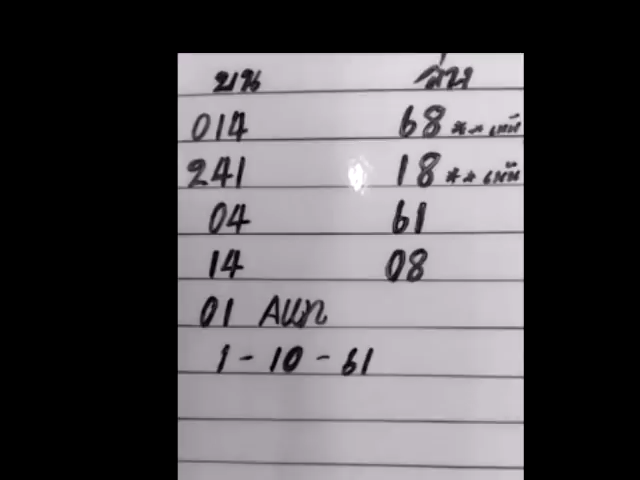 บน ล่าง
014 68 ** เน้น
241 18 ** เน้น
04 61
14 08
01
1-10-61